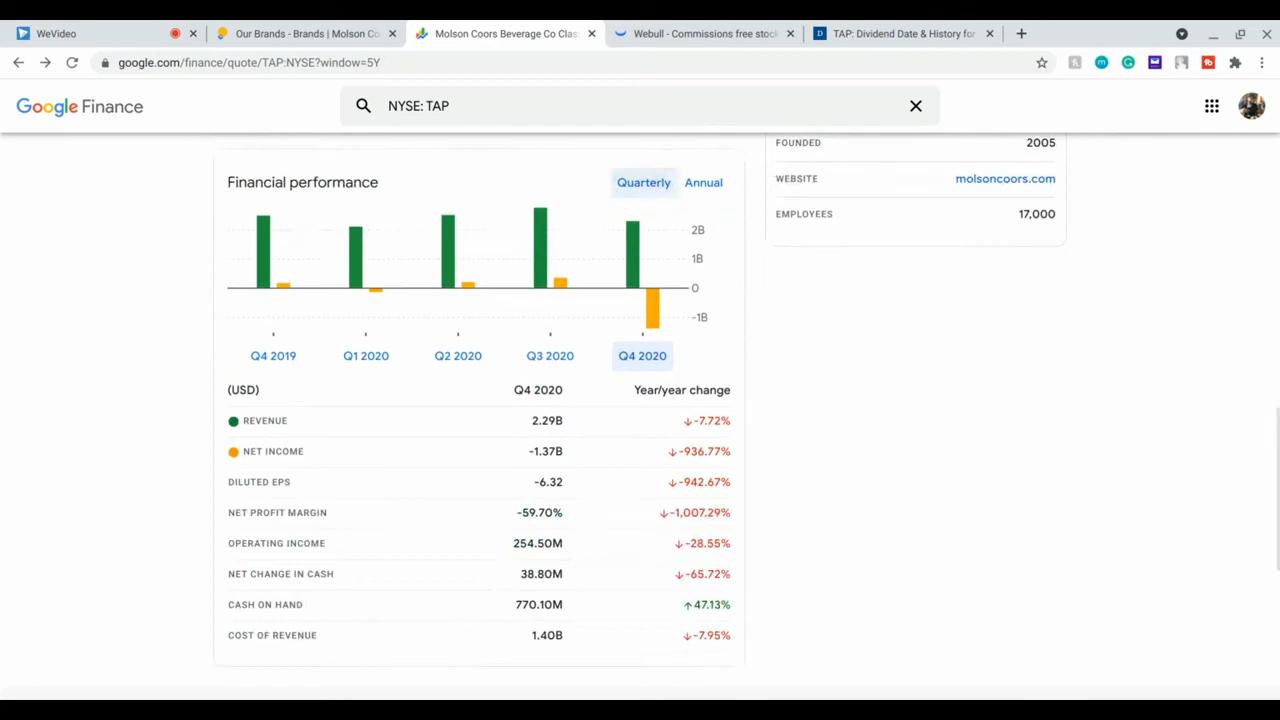 WeVideo
Our Brands - Brands | Molson Co
Molson Coors Beverage Co Clas
Webull - Commissions free stock
TAP: Dividend Date & History for
google.com/finance/quote/TAP:NYSE?window=5Y
Google Finance
NYSE: TAP
FOUNDED 2005
WEBSITE molsoncoors.com
EMPLOYEES 17,000
Financial performance
Quarterly Annual
2B
1B
0
-1B
Q4 2019 Q1 2020 Q2 2020 Q3 2020 Q4 2020
(USD) Q4 2020 Year/year change
REVENUE 2.29B ↓-7.72%
NET INCOME -1.37B ↓-936.77%
DILUTED EPS -6.32 ↓-942.67%
NET PROFIT MARGIN -59.70% ↓-1,007.29%
OPERATING INCOME 254.50M ↓-28.55%
NET CHANGE IN CASH 38.80M ↓-65.72%
CASH ON HAND 770.10M ↑47.13%
COST OF REVENUE 1.40B ↓-7.95%